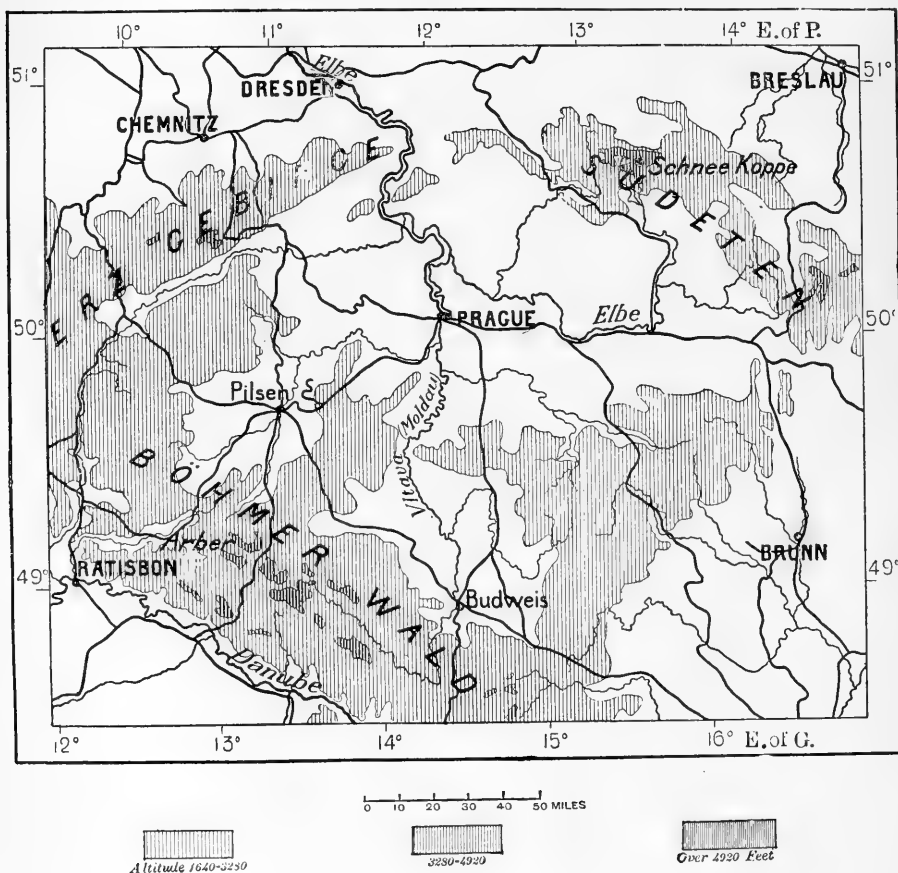 10° 11° 12° 13° 14° E. of P.
51° 51°
Elbe
DRESDEN
BRESLAU
CHEMNITZ
Schnee Koppe
SUDETEN
ERZ GEBIRGE
50° 50°
PRAGUE
Elbe
Pilsen
Vltava Moldau
BÖHMER WALD
Arber
BRUNN
49° 49°
RATISBON
Budweis
Danube
12° 13° 14° 15° 16° E. of G.
0 10 20 30 40 50 MILES
Altitude 1640-3280
3280-4920
Over 4920 Feet